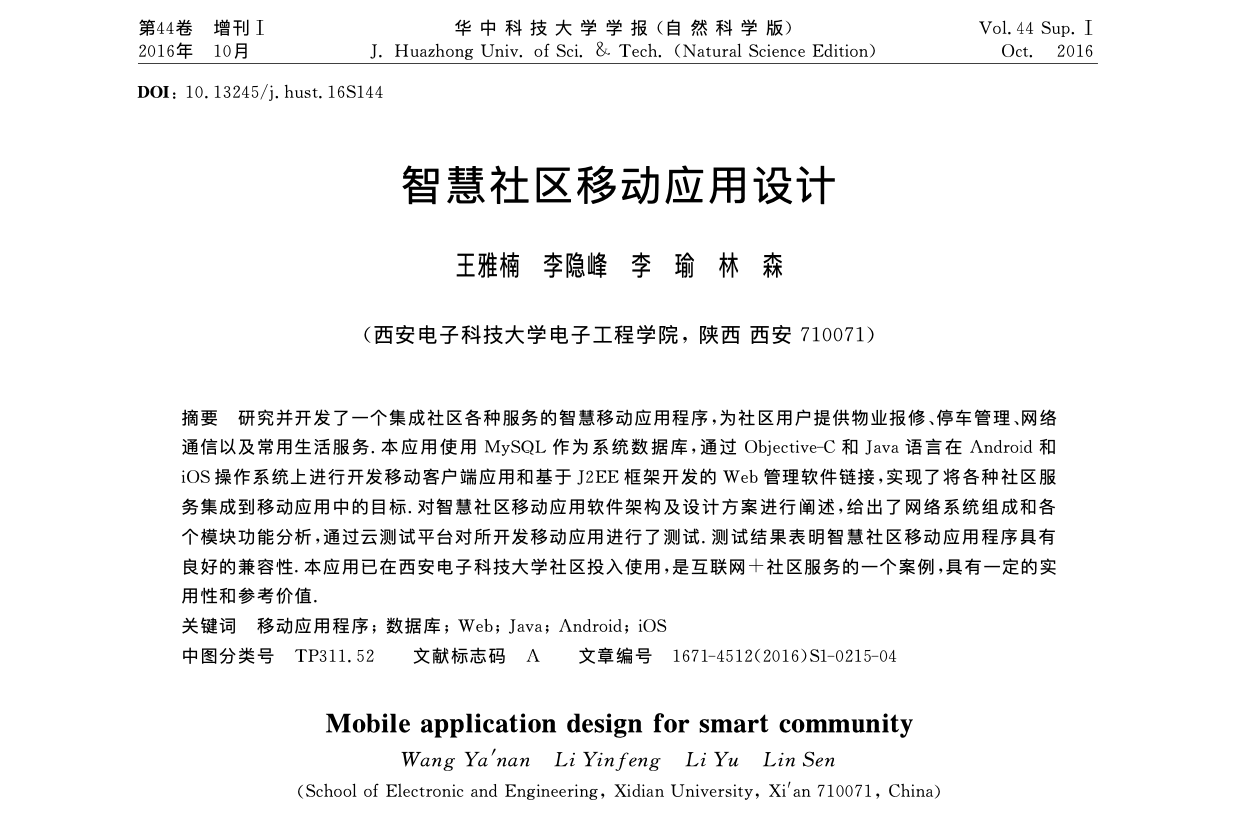 第44卷 增刊Ⅰ 华中科技大学学报(自然科学版) Vol. 44 Sup. Ⅰ
2016年 10月 J. Huazhong Univ. of Sci. & Tech. (Natural Science Edition) Oct. 2016
DOI: 10.13245/j.hust.16S144
智慧社区移动应用设计
王雅楠 李隐峰 李 瑜 林 森
(西安电子科技大学电子工程学院, 陕西 西安 710071)
摘要 研究并开发了一个集成社区各种服务的智慧移动应用程序,为社区用户提供物业报修、停车管理、网络
通信以及常用生活服务. 本应用使用 MySQL 作为系统数据库,通过 Objective-C 和 Java 语言在 Android 和
iOS 操作系统上进行开发移动客户端应用和基于 J2EE 框架开发的 Web 管理软件链接,实现了将各种社区服
务集成到移动应用中的目标. 对智慧社区移动应用软件架构及设计方案进行阐述,给出了网络系统组成和各
个模块功能分析,通过云测试平台对所开发移动应用进行了测试. 测试结果表明智慧社区移动应用程序具有
良好的兼容性. 本应用已在西安电子科技大学社区投入使用,是互联网+社区服务的一个案例,具有一定的实
用性和参考价值.
关键词 移动应用程序; 数据库; Web; Java; Android; iOS
中图分类号 TP311.52 文献标志码 A 文章编号 1671-4512(2016)S1-0215-04
Mobile application design for smart community
Wang Ya'nan Li Yinfeng Li Yu Lin Sen
(School of Electronic and Engineering, Xidian University, Xi'an 710071, China)